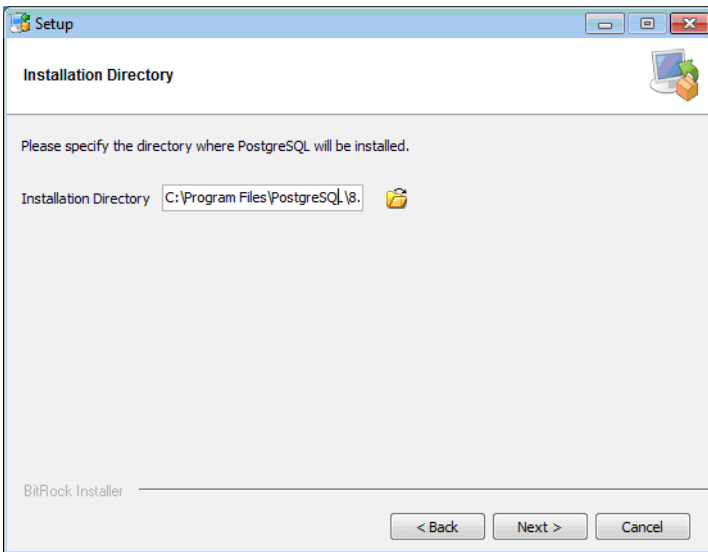 Setup
Installation Directory
Please specify the directory where PostgreSQL will be installed.
Installation Directory C:\Program Files\PostgreSQL\8.
BitRock Installer
< Back Next > Cancel